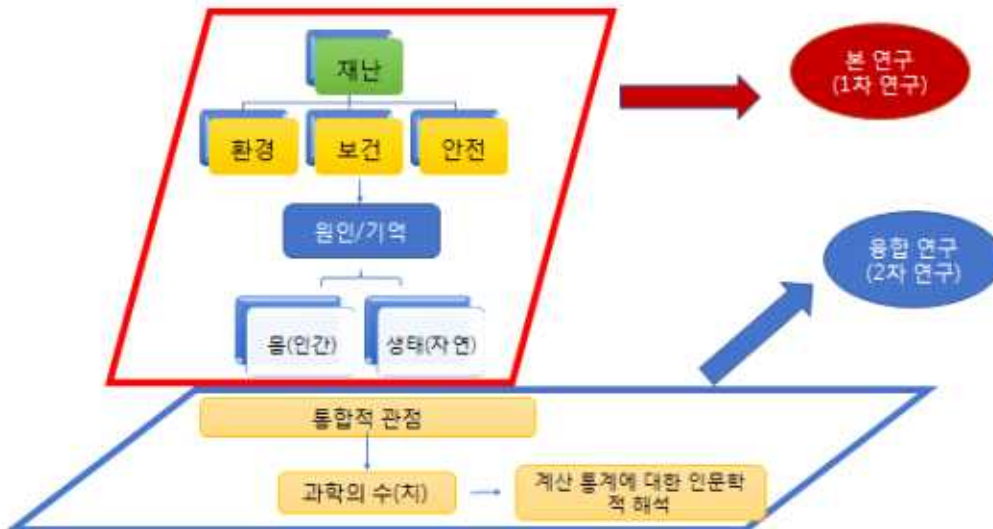 재난
본 연구
(1차 연구)
환경
보건
안전
원인/기억
융합 연구
(2차 연구)
몸(인간)
생태(자연)
통합적 관점
과학의 수(치)
계산 통계에 대한 인문학
적 해석